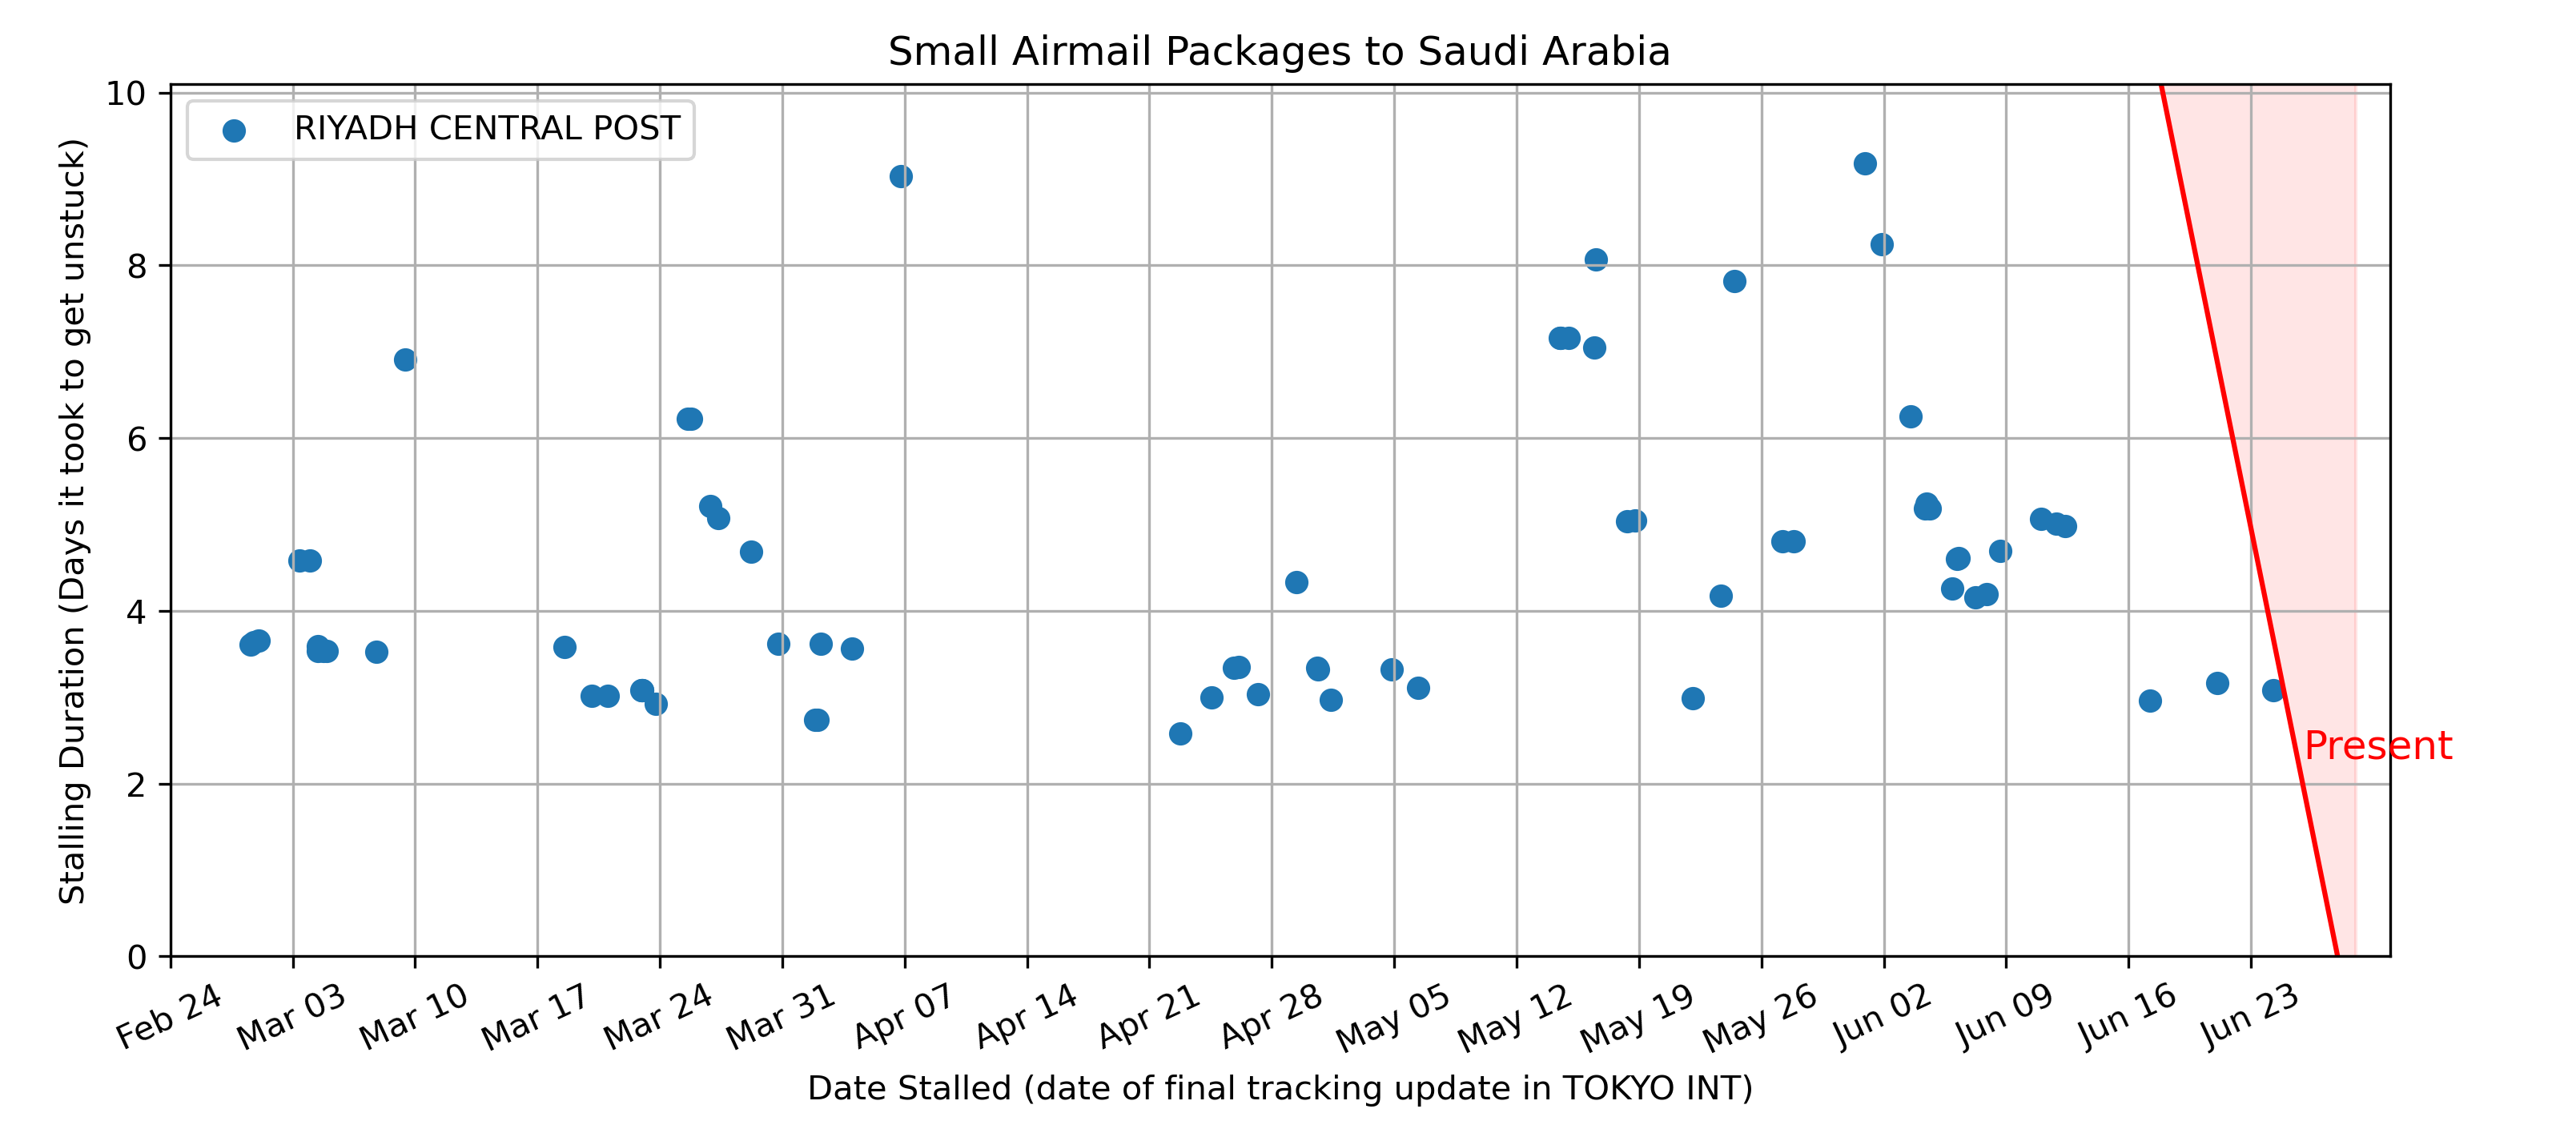 Small Airmail Packages to Saudi Arabia
RIYADH CENTRAL POST
Stalling Duration (Days it took to get unstuck)
10
8
6
4
2
0
Present
Feb 24
Mar 03
Mar 10
Mar 17
Mar 24
Mar 31
Apr 07
Apr 14
Apr 21
Apr 28
May 05
May 12
May 19
May 26
Jun 02
Jun 09
Jun 16
Jun 23
Date Stalled (date of final tracking update in TOKYO INT)